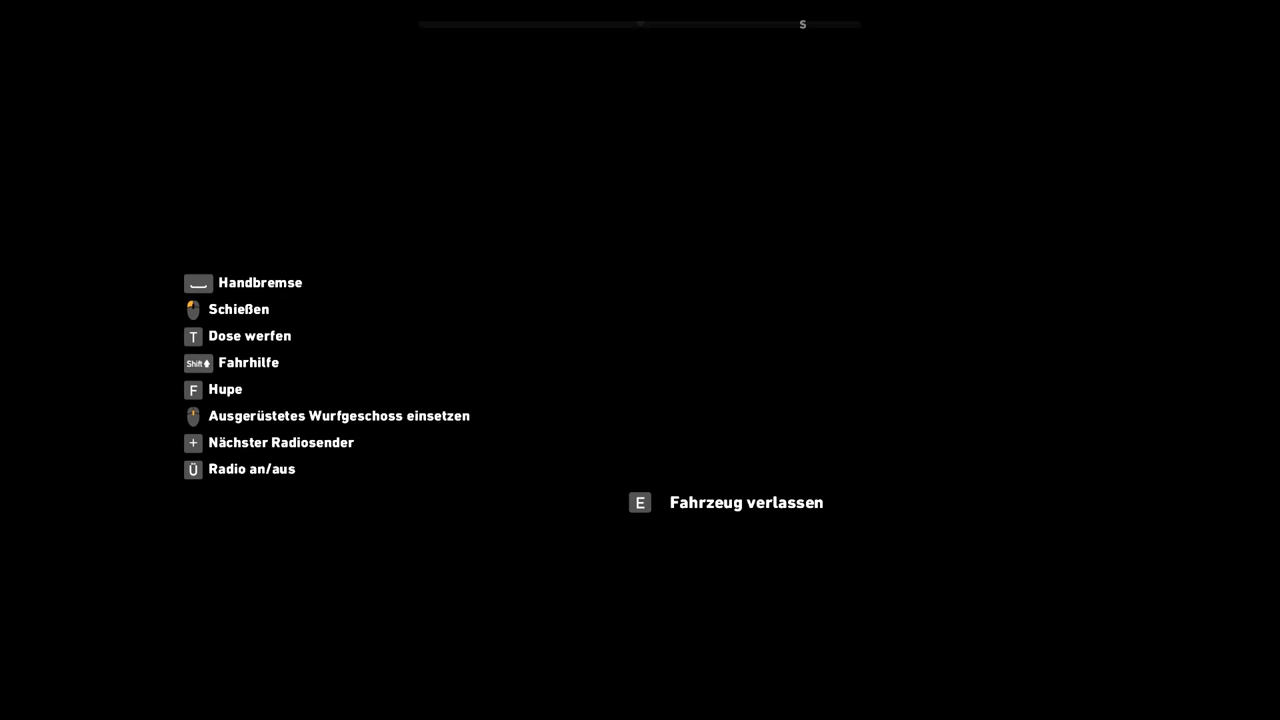 S
Handbremse
Schießen
T Dose werfen
Shift Fahrhilfe
F Hupe
Ausgerüstetes Wurfgeschoss einsetzen
+ Nächster Radiosender
Ü Radio an/aus
E Fahrzeug verlassen